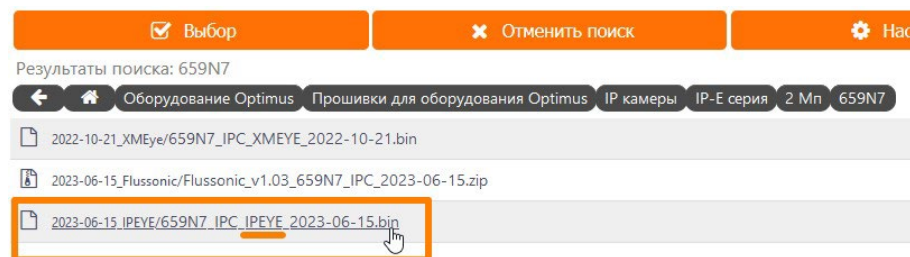 Выбор Отменить поиск
Результаты поиска: 659N7
Оборудование Optimus Прошивки для оборудования Optimus IP камеры IP-E серия 2 Мп 659N7
2022-10-21_XMEye/659N7_IPC_XMEYE_2022-10-21.bin
2023-06-15_Flussonic/Flussonic_v1.03_659N7_IPC_2023-06-15.zip
2023-06-15_IPEYE/659N7_IPC_IPEYE_2023-06-15.bin